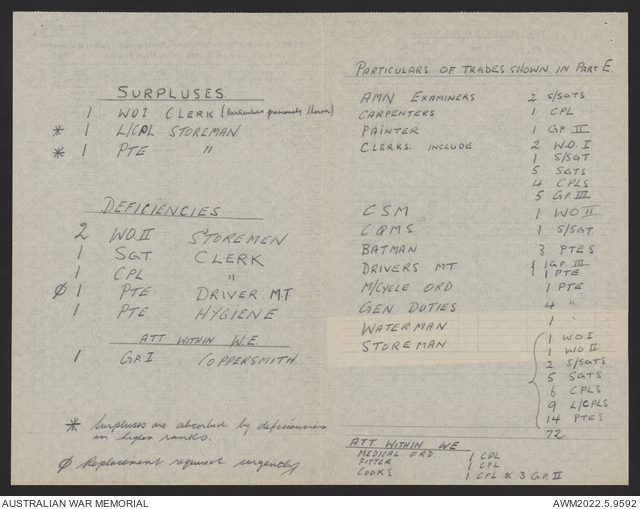 SURPLUSES.
1 WOI CLERK (Particulars previously shown)
* 1 L/CPL STOREMAN.
* 1 PTE "
DEFICIENCIES
2 WO.II STOREMEN
1 SGT CLERK
1 CPL "
Ø 1 PTE DRIVER M.T.
1 PTE HYGIENE
ATT WITHIN W.E.
1 GP.I COPPERSMITH.
* Surpluses are absorbed by deficiencies
in higher ranks.
Ø Replacement required urgently
PARTICULARS OF TRADES SHOWN IN PART E.
AMN EXAMINERS 2 S/SGTS
CARPENTERS 1 CPL
PAINTER 1 GP II
CLERKS INCLUDE 2 W.O.I
1 S/SGT
5 SGTS
4 CPLS
5 GP.III
CSM 1 WO II
CQMS 1 S/SGT
BATMAN 3 PTES
DRIVERS MT { 1 GP. III
1 PTE
M/CYCLE ORD 1 PTE
GEN DUTIES 4 "
WATERMAN 1 "
STOREMAN 1 WOI
1 WO II
2 S/SGTS
5 SGTS
6 CPLS
9 L/CPLS
14 PTES
72
ATT WITHIN WE
MEDICAL ORD. 1 CPL
FITTER 1 CPL
COOKS 1 CPL & 3 GP.II
AUSTRALIAN WAR MEMORIAL
AWM2022.5.9592